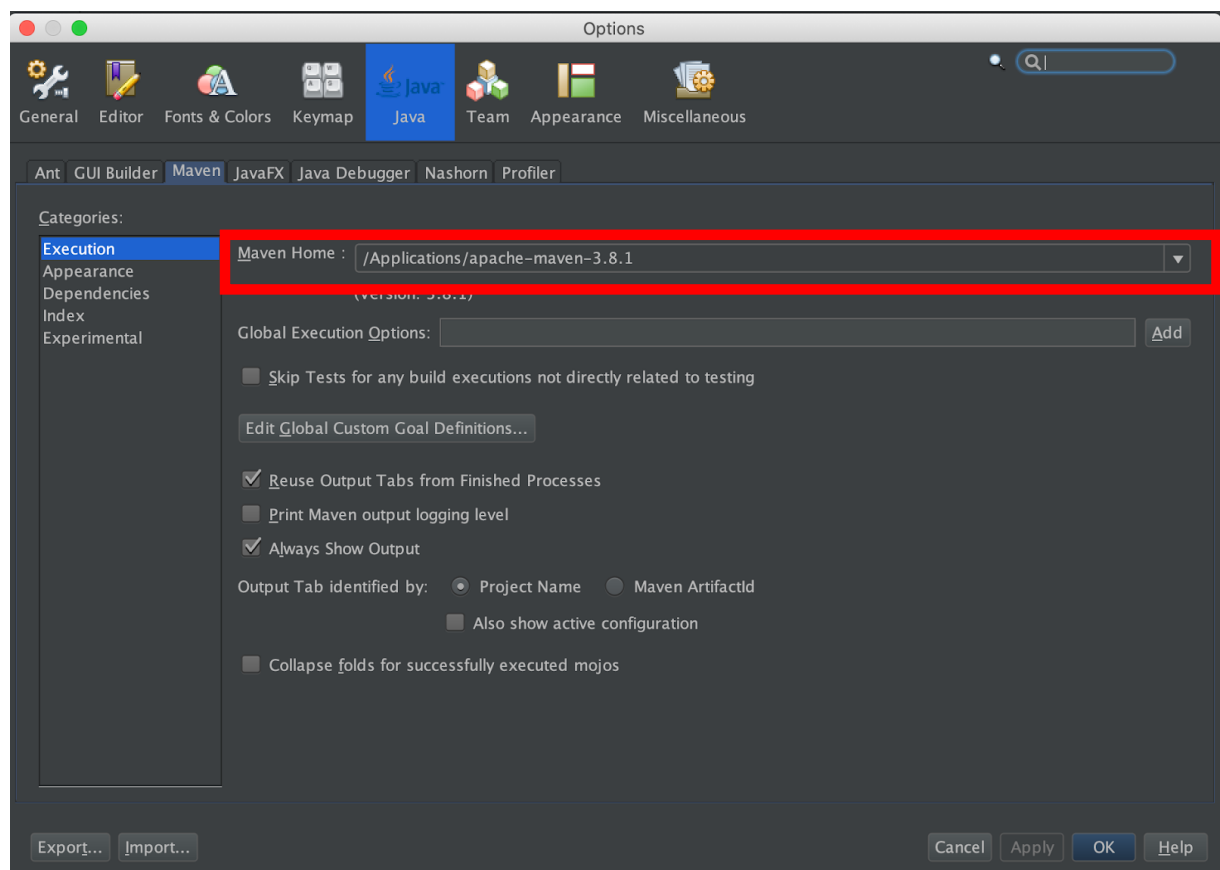 Options
General Editor Fonts & Colors Keymap Java Team Appearance Miscellaneous
Ant GUI Builder Maven JavaFX Java Debugger Nashorn Profiler
Categories:
Execution
Appearance
Dependencies
Index
Experimental
Maven Home : /Applications/apache-maven-3.8.1
(Version: 3.8.1)
Global Execution Options: Add
Skip Tests for any build executions not directly related to testing
Edit Global Custom Goal Definitions...
Reuse Output Tabs from Finished Processes
Print Maven output logging level
Always Show Output
Output Tab identified by: Project Name Maven ArtifactId
Also show active configuration
Collapse folds for successfully executed mojos
Export... Import... Cancel Apply OK Help